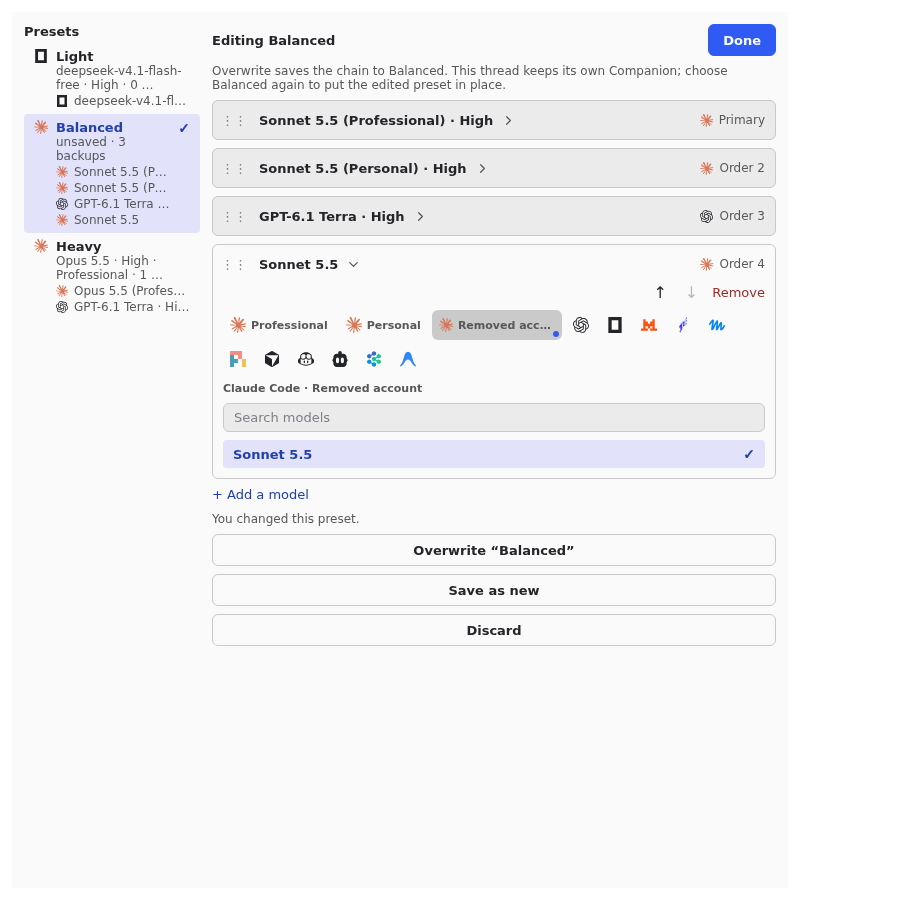 Presets
Light
deepseek-v4.1-flash-
free · High · 0 ...
deepseek-v4.1-fl...
Balanced ✓
unsaved · 3
backups
Sonnet 5.5 (P...
Sonnet 5.5 (P...
GPT-6.1 Terra ...
Sonnet 5.5
Heavy
Opus 5.5 · High ·
Professional · 1 ...
Opus 5.5 (Profes...
GPT-6.1 Terra · Hi...
Editing Balanced
Done
Overwrite saves the chain to Balanced. This thread keeps its own Companion; choose
Balanced again to put the edited preset in place.
Sonnet 5.5 (Professional) · High
Primary
Sonnet 5.5 (Personal) · High
Order 2
GPT-6.1 Terra · High
Order 3
Sonnet 5.5
Order 4
↑ ↓ Remove
Professional
Personal
Removed acc...
Claude Code · Removed account
Search models
Sonnet 5.5 ✓
+ Add a model
You changed this preset.
Overwrite “Balanced”
Save as new
Discard